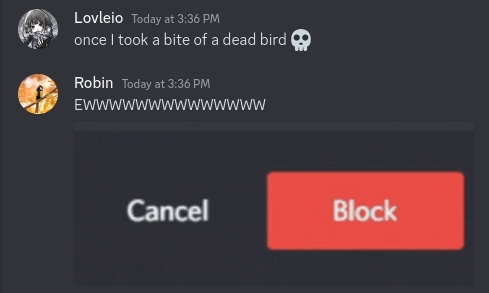 Lovleio Today at 3:36 PM
once I took a bite of a dead bird 💀
Robin Today at 3:36 PM
EWWWWWWWWWWWWWW
Cancel Block